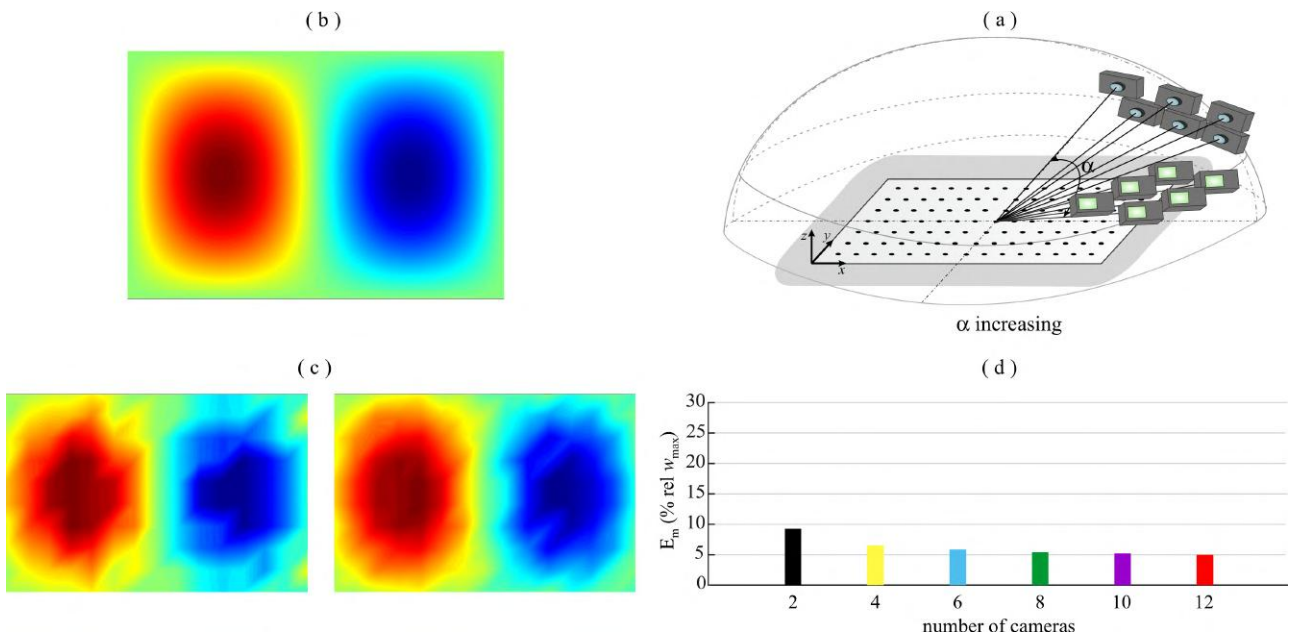 ( b )
( a )
α
z
y
x
α increasing
( c )
( d )
E_m (% rel w_max)
30
25
20
15
10
5
0
2 4 6 8 10 12
number of cameras